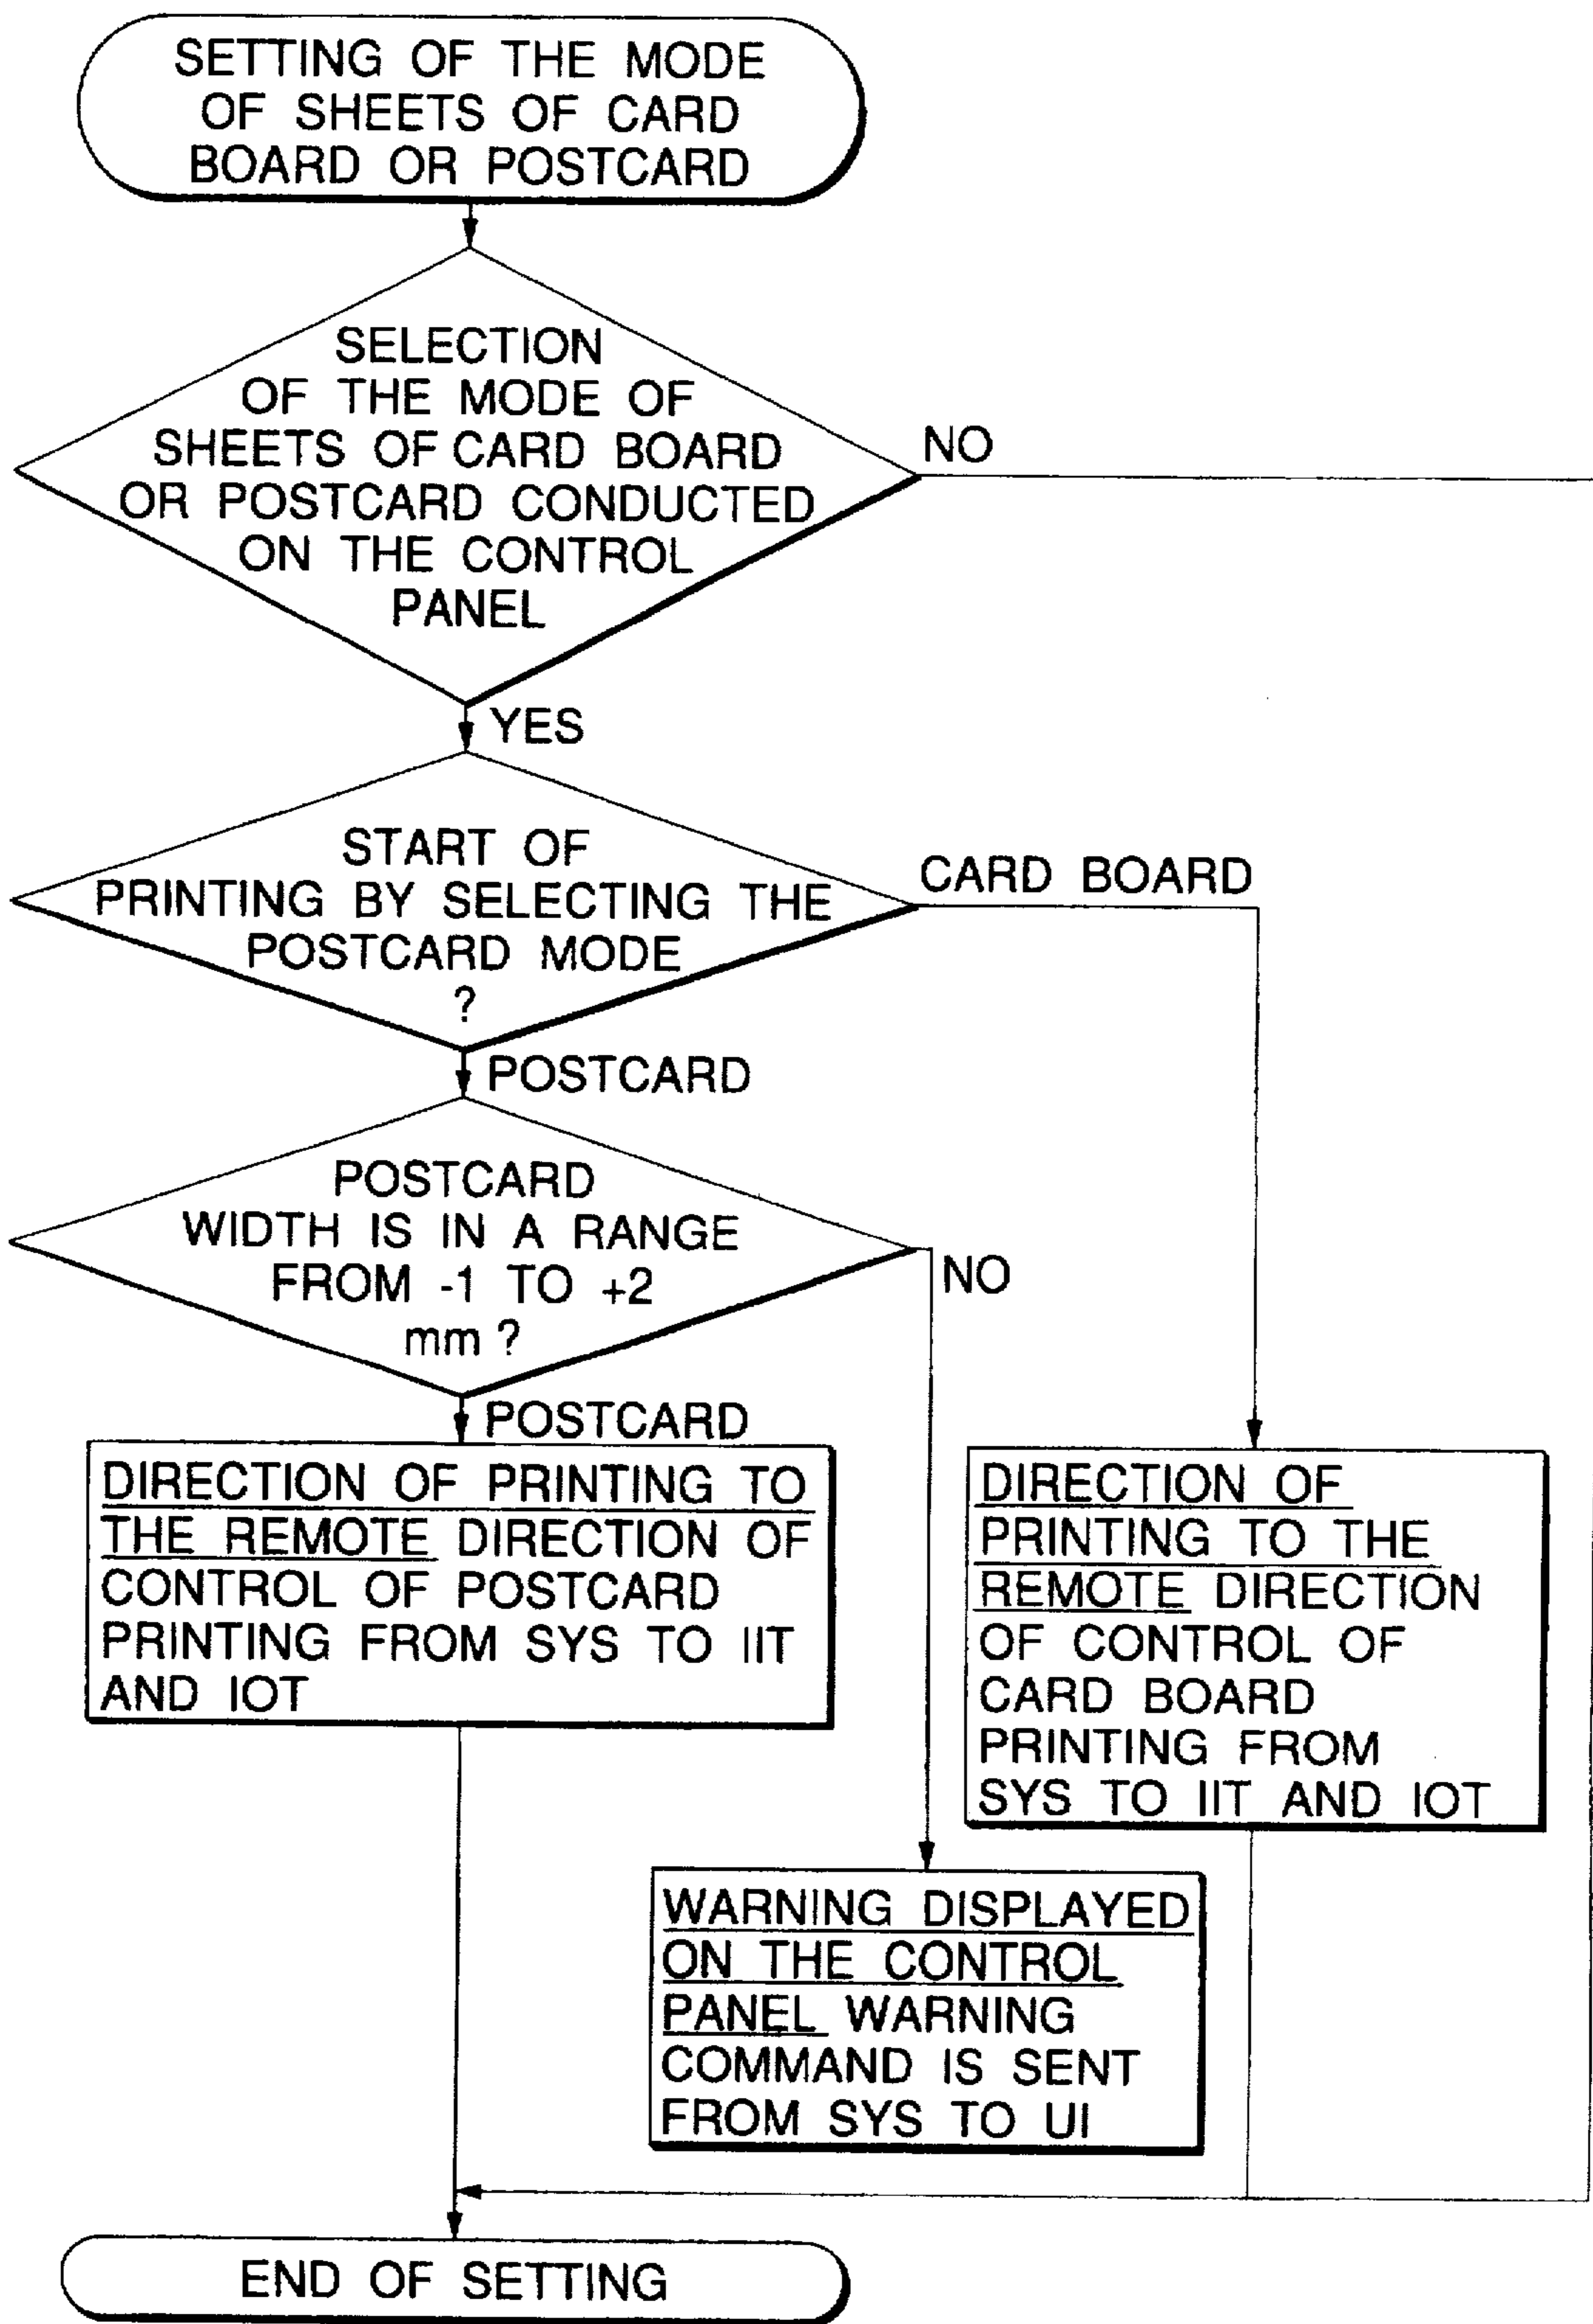 SETTING OF THE MODE
OF SHEETS OF CARD
BOARD OR POSTCARD
SELECTION
OF THE MODE OF
SHEETS OF CARD BOARD
OR POSTCARD CONDUCTED
ON THE CONTROL
PANEL
NO
YES
START OF
PRINTING BY SELECTING THE
POSTCARD MODE
?
CARD BOARD
POSTCARD
POSTCARD
WIDTH IS IN A RANGE
FROM -1 TO +2
mm ?
NO
POSTCARD
DIRECTION OF PRINTING TO
THE REMOTE DIRECTION OF
CONTROL OF POSTCARD
PRINTING FROM SYS TO IIT
AND IOT
DIRECTION OF
PRINTING TO THE
REMOTE DIRECTION
OF CONTROL OF
CARD BOARD
PRINTING FROM
SYS TO IIT AND IOT
WARNING DISPLAYED
ON THE CONTROL
PANEL WARNING
COMMAND IS SENT
FROM SYS TO UI
END OF SETTING